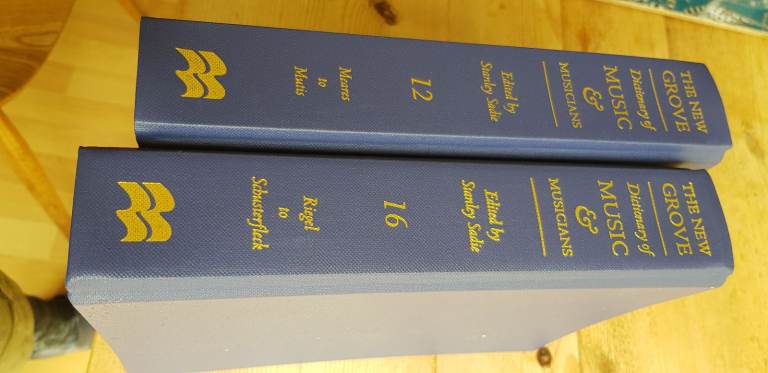 THE NEW
GROVE
Dictionary of
MUSIC
&
MUSICIANS
Edited by
Stanley Sadie
12
Meares
to
Mutis
THE NEW
GROVE
Dictionary of
MUSIC
&
MUSICIANS
Edited by
Stanley Sadie
16
Riegel
to
Schusterfleck